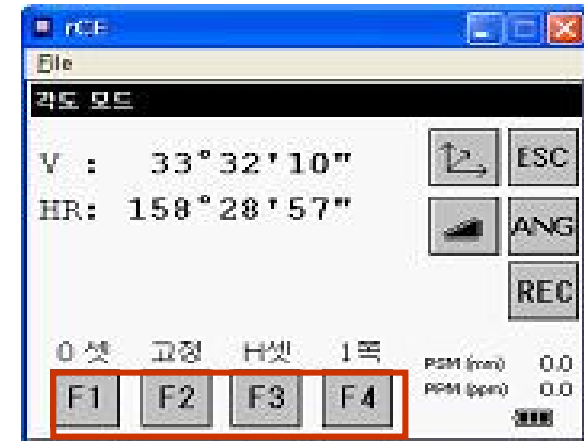 File
각도 모드
V : 33°32'10"
HR: 158°28'57"
ESC
ANG
REC
0 셋 고정 H셋 1쪽
F1 F2 F3 F4
PSM (mm) 0.0
PPM (ppm) 0.0